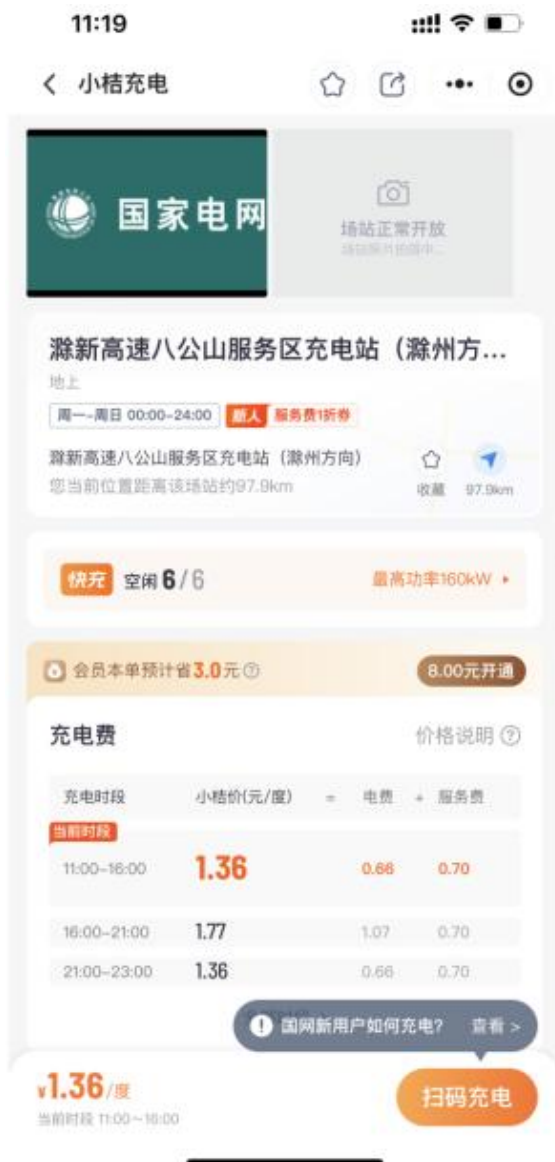 11:19
小桔充电
国家电网
场站正常开放
滁新高速八公山服务区充电站（滁州方...
地上
周一-周日 00:00-24:00 新人 服务费1折券
滁新高速八公山服务区充电站（滁州方向）
您当前位置距离该场站约97.9km
收藏 97.9km
快充 空闲 6/6 最高功率160kW
会员本单预计省3.0元 8.00元开通
充电费 价格说明
充电时段 小桔价(元/度) = 电费 + 服务费
当前时段
11:00-16:00 1.36 0.66 0.70
16:00-21:00 1.77 1.07 0.70
21:00-23:00 1.36 0.66 0.70
国网新用户如何充电? 查看 >
¥1.36/度
当前时段 11:00~16:00
扫码充电